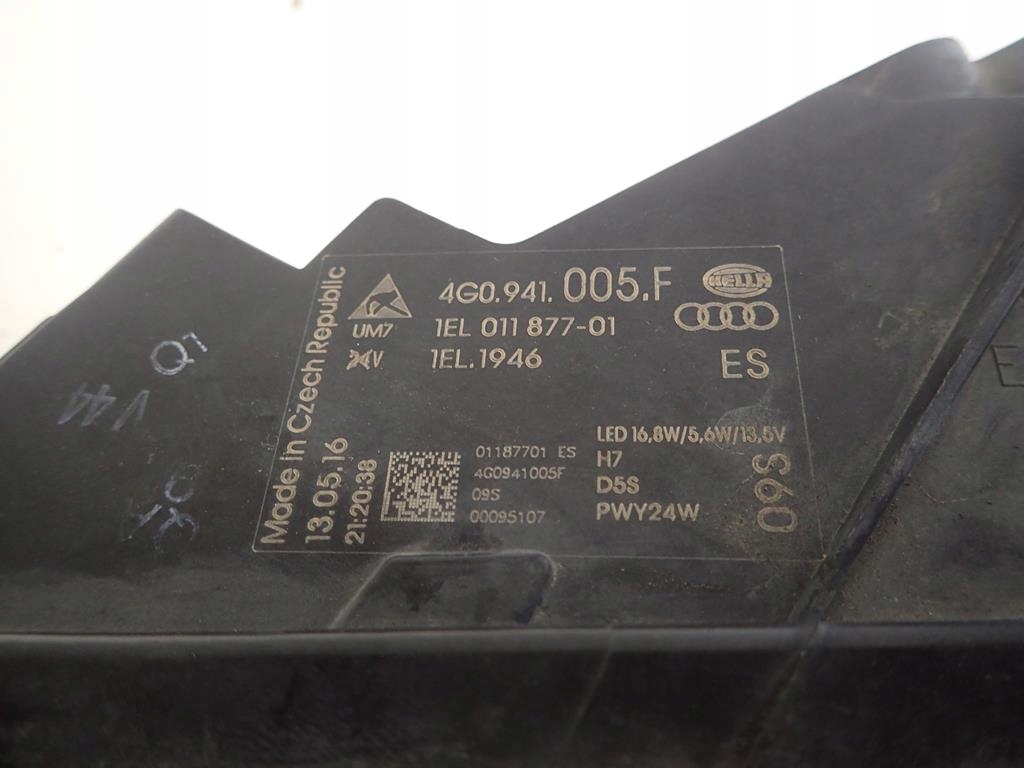 4G0.941. 005.F
HELLA
UM7
1EL 011 877-01
1EL.1946
ES
Made in Czech Republic
13.05.16
21:20:38
01187701 ES
4G0941005F
09S
00095107
LED 16,8W/5,6W/13,5V
H7
D5S
PWY24W
09S
V44
E